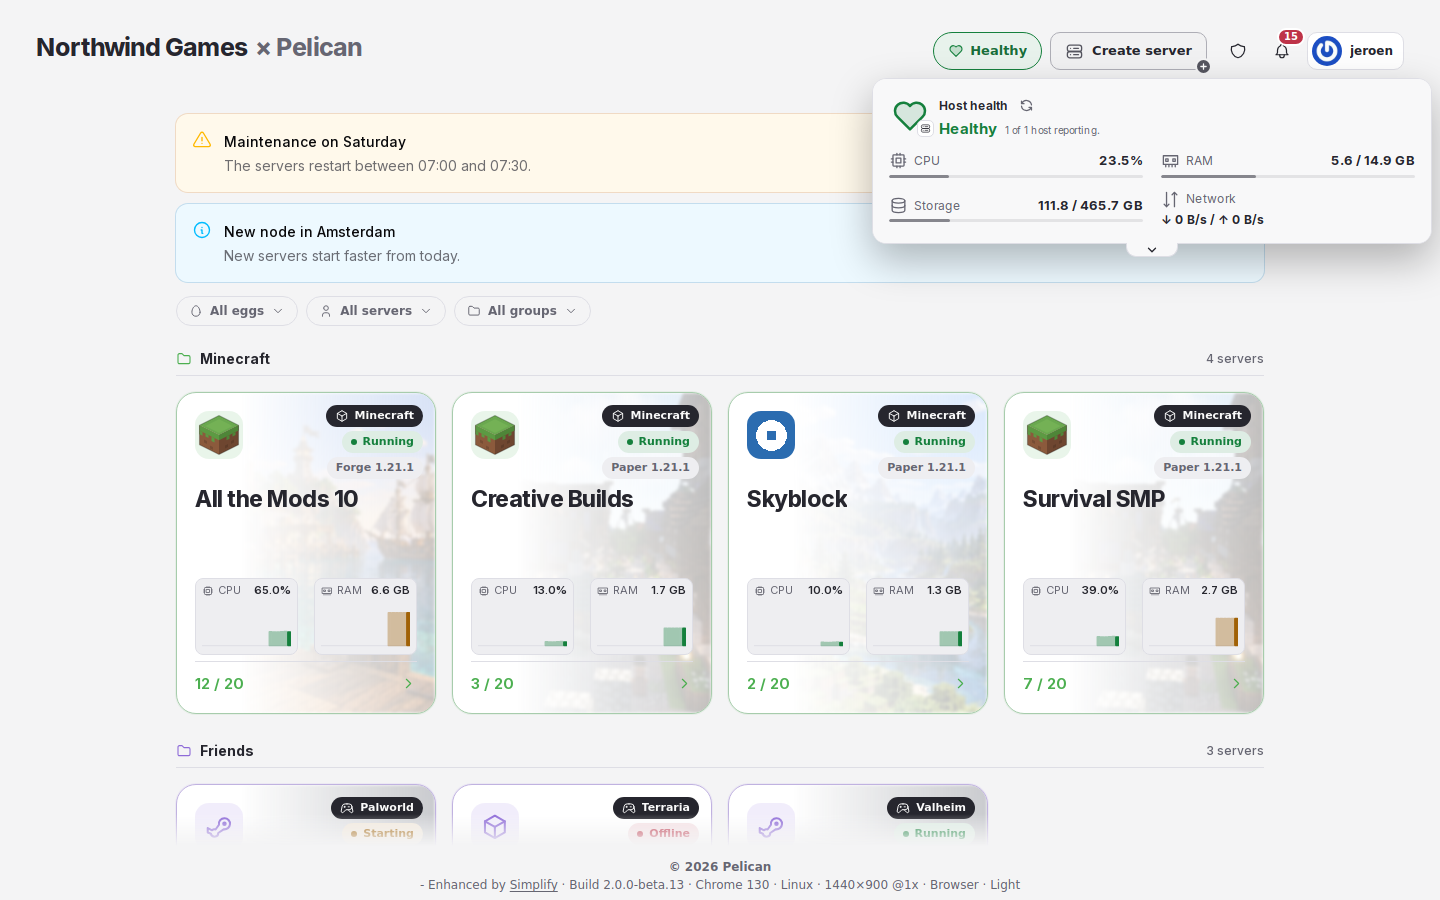 Northwind Games × Pelican
Healthy
Create server
15
jeroen
Host health
Healthy 1 of 1 host reporting.
CPU 23.5%
RAM 5.6 / 14.9 GB
Storage 111.8 / 465.7 GB
Network
↓ 0 B/s / ↑ 0 B/s
Maintenance on Saturday
The servers restart between 07:00 and 07:30.
New node in Amsterdam
New servers start faster from today.
All eggs
All servers
All groups
Minecraft
4 servers
Minecraft
Running
Forge 1.21.1
All the Mods 10
CPU 65.0%
RAM 6.6 GB
12 / 20
Minecraft
Running
Paper 1.21.1
Creative Builds
CPU 13.0%
RAM 1.7 GB
3 / 20
Minecraft
Running
Paper 1.21.1
Skyblock
CPU 10.0%
RAM 1.3 GB
2 / 20
Minecraft
Running
Paper 1.21.1
Survival SMP
CPU 39.0%
RAM 2.7 GB
7 / 20
Friends
3 servers
Palworld
Starting
Terraria
Offline
Valheim
Running
© 2026 Pelican
- Enhanced by Simplify · Build 2.0.0-beta.13 · Chrome 130 · Linux · 1440×900 @1x · Browser · Light